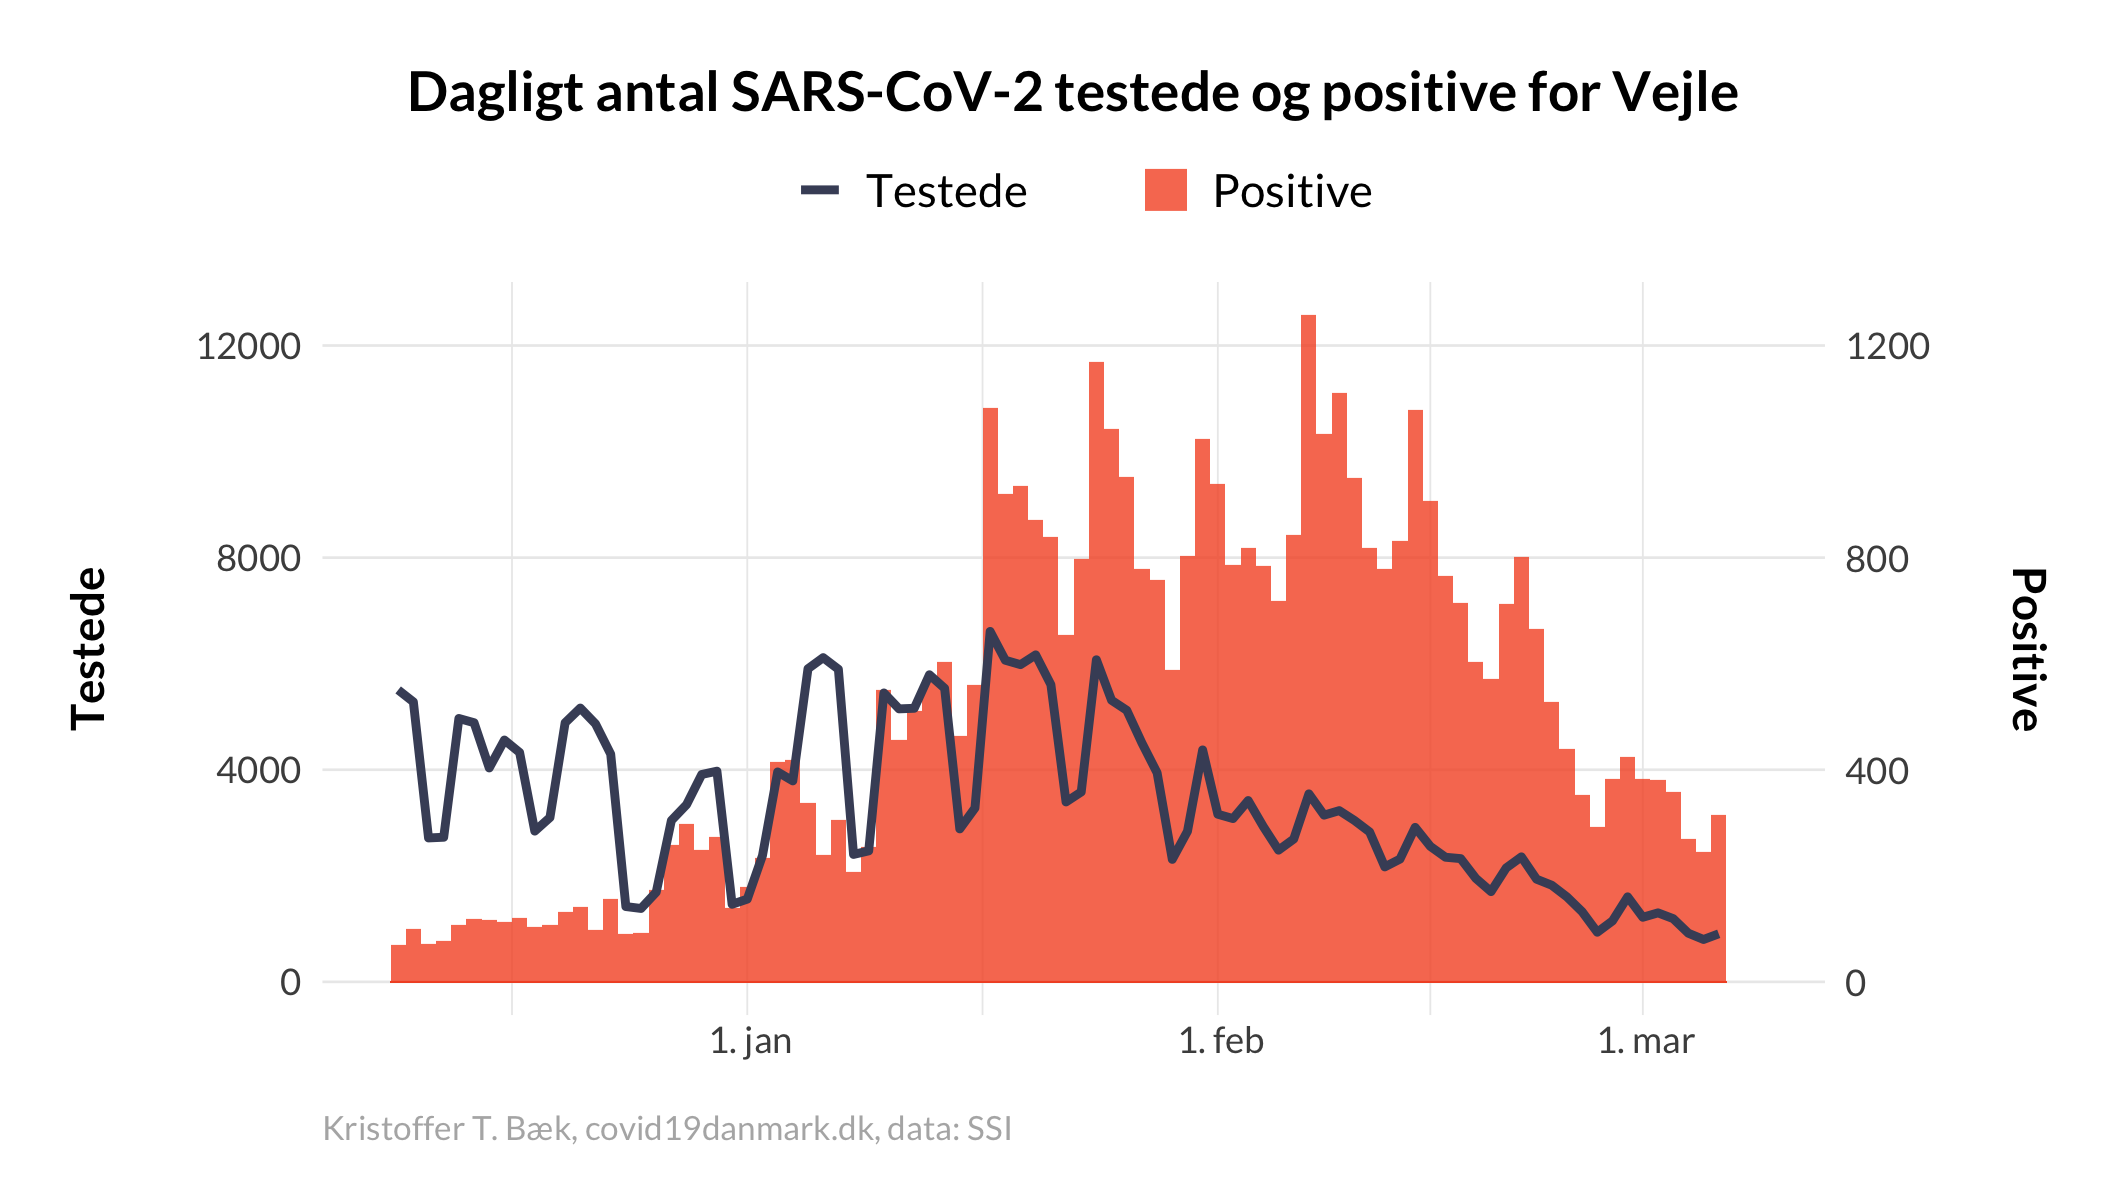 Dagligt antal SARS-CoV-2 testede og positive for Vejle
Testede
Positive
12000
8000
4000
0
1200
800
400
0
Testede
Positive
1. jan
1. feb
1. mar
Kristoffer T. Bæk, covid19danmark.dk, data: SSI